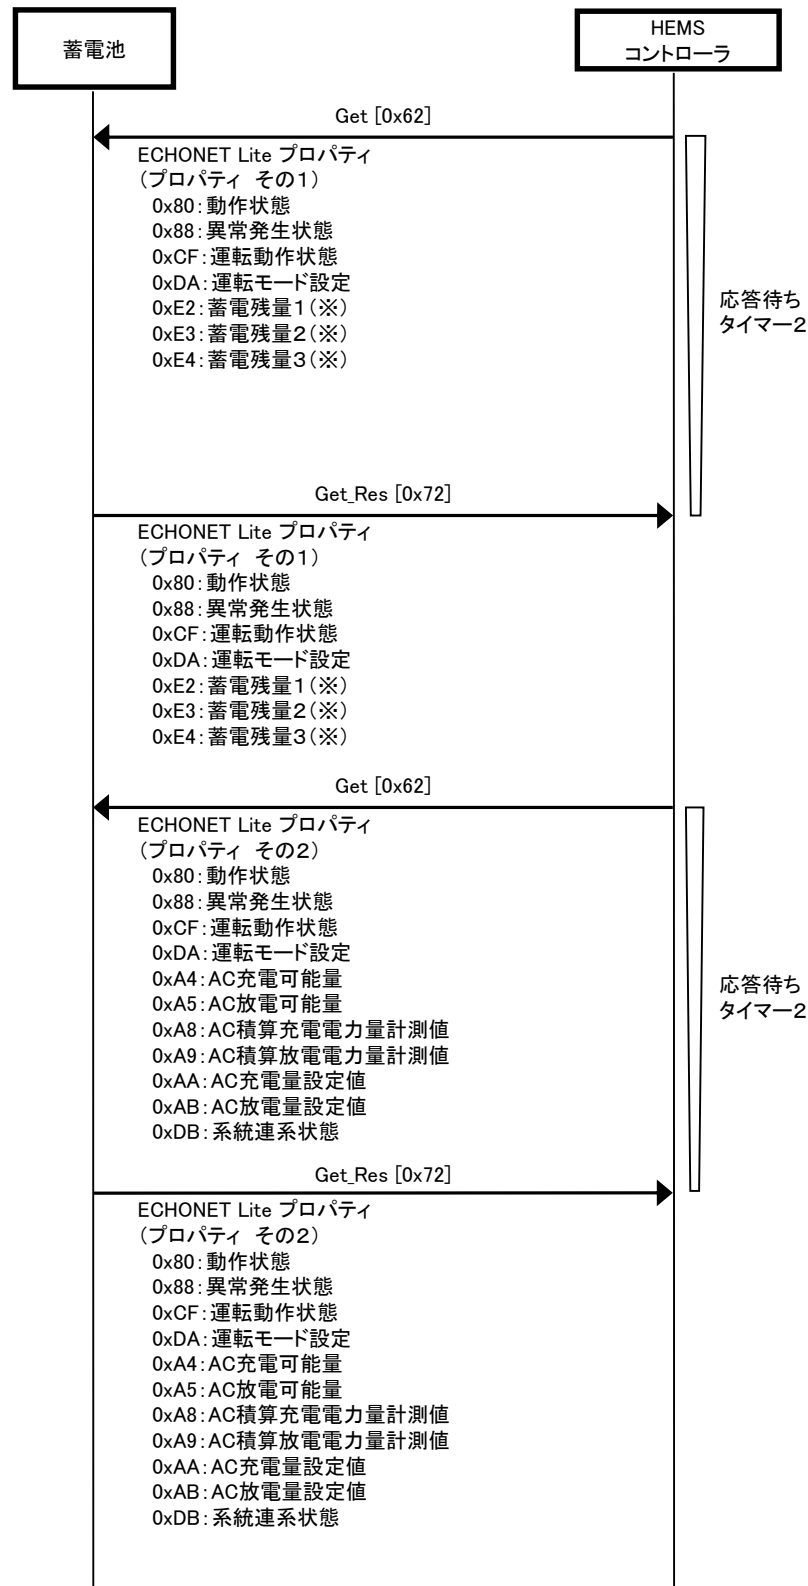 蓄電池
HEMS
コントローラ
Get [0x62]
ECHONET Lite プロパティ
（プロパティ その１）
0x80：動作状態
0x88：異常発生状態
0xCF：運転動作状態
0xDA：運転モード設定
0xE2：蓄電残量１（※）
0xE3：蓄電残量２（※）
0xE4：蓄電残量３（※）
応答待ち
タイマー２
Get_Res [0x72]
ECHONET Lite プロパティ
（プロパティ その１）
0x80：動作状態
0x88：異常発生状態
0xCF：運転動作状態
0xDA：運転モード設定
0xE2：蓄電残量１（※）
0xE3：蓄電残量２（※）
0xE4：蓄電残量３（※）
Get [0x62]
ECHONET Lite プロパティ
（プロパティ その２）
0x80：動作状態
0x88：異常発生状態
0xCF：運転動作状態
0xDA：運転モード設定
0xA4：AC充電可能量
0xA5：AC放電可能量
0xA8：AC積算充電電力量計測値
0xA9：AC積算放電電力量計測値
0xAA：AC充電量設定値
0xAB：AC放電量設定値
0xDB：系統連系状態
応答待ち
タイマー２
Get_Res [0x72]
ECHONET Lite プロパティ
（プロパティ その２）
0x80：動作状態
0x88：異常発生状態
0xCF：運転動作状態
0xDA：運転モード設定
0xA4：AC充電可能量
0xA5：AC放電可能量
0xA8：AC積算充電電力量計測値
0xA9：AC積算放電電力量計測値
0xAA：AC充電量設定値
0xAB：AC放電量設定値
0xDB：系統連系状態